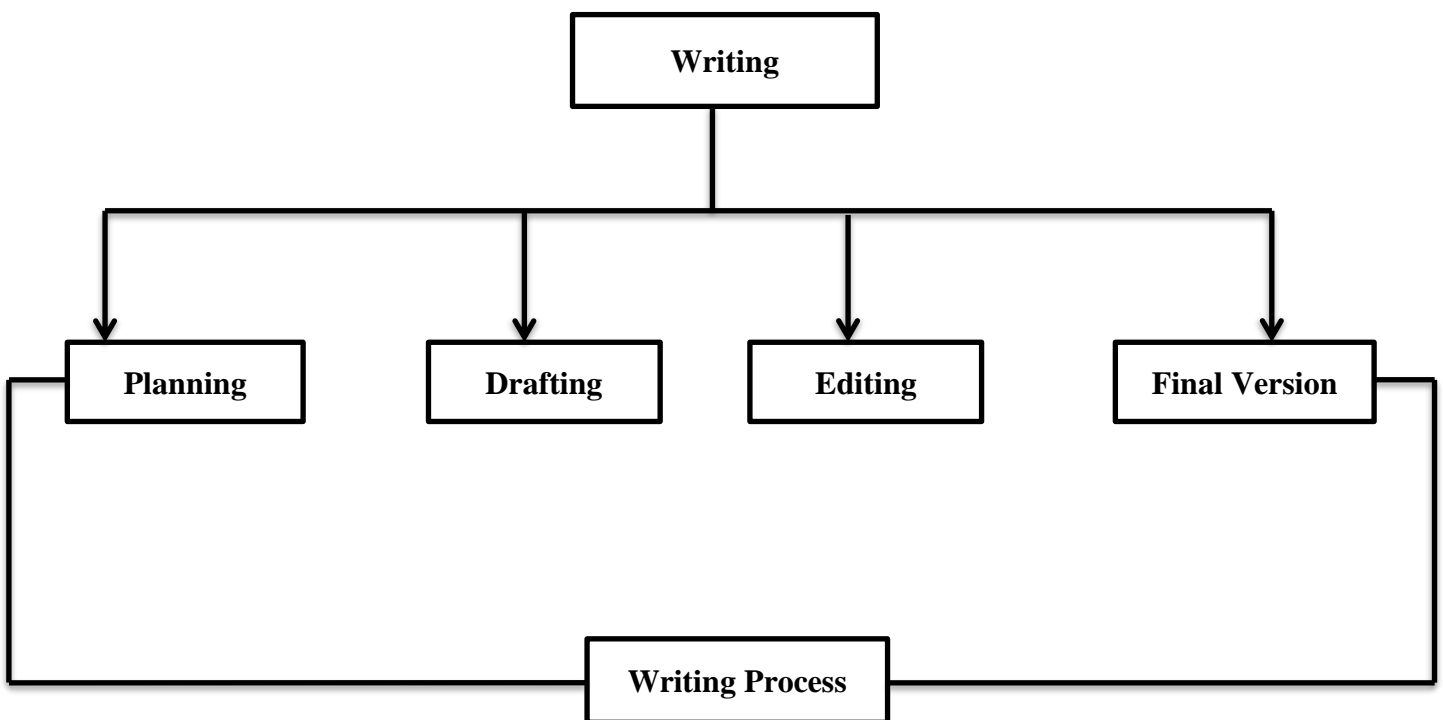 Writing
Planning
Drafting
Editing
Final Version
Writing Process